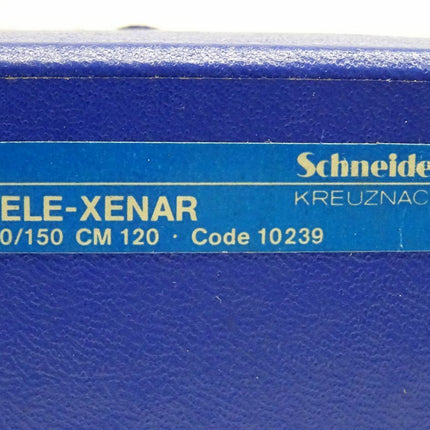 Schneide
KREUZNAC
ELE-XENAR
0/150 CM 120 · Code 10239